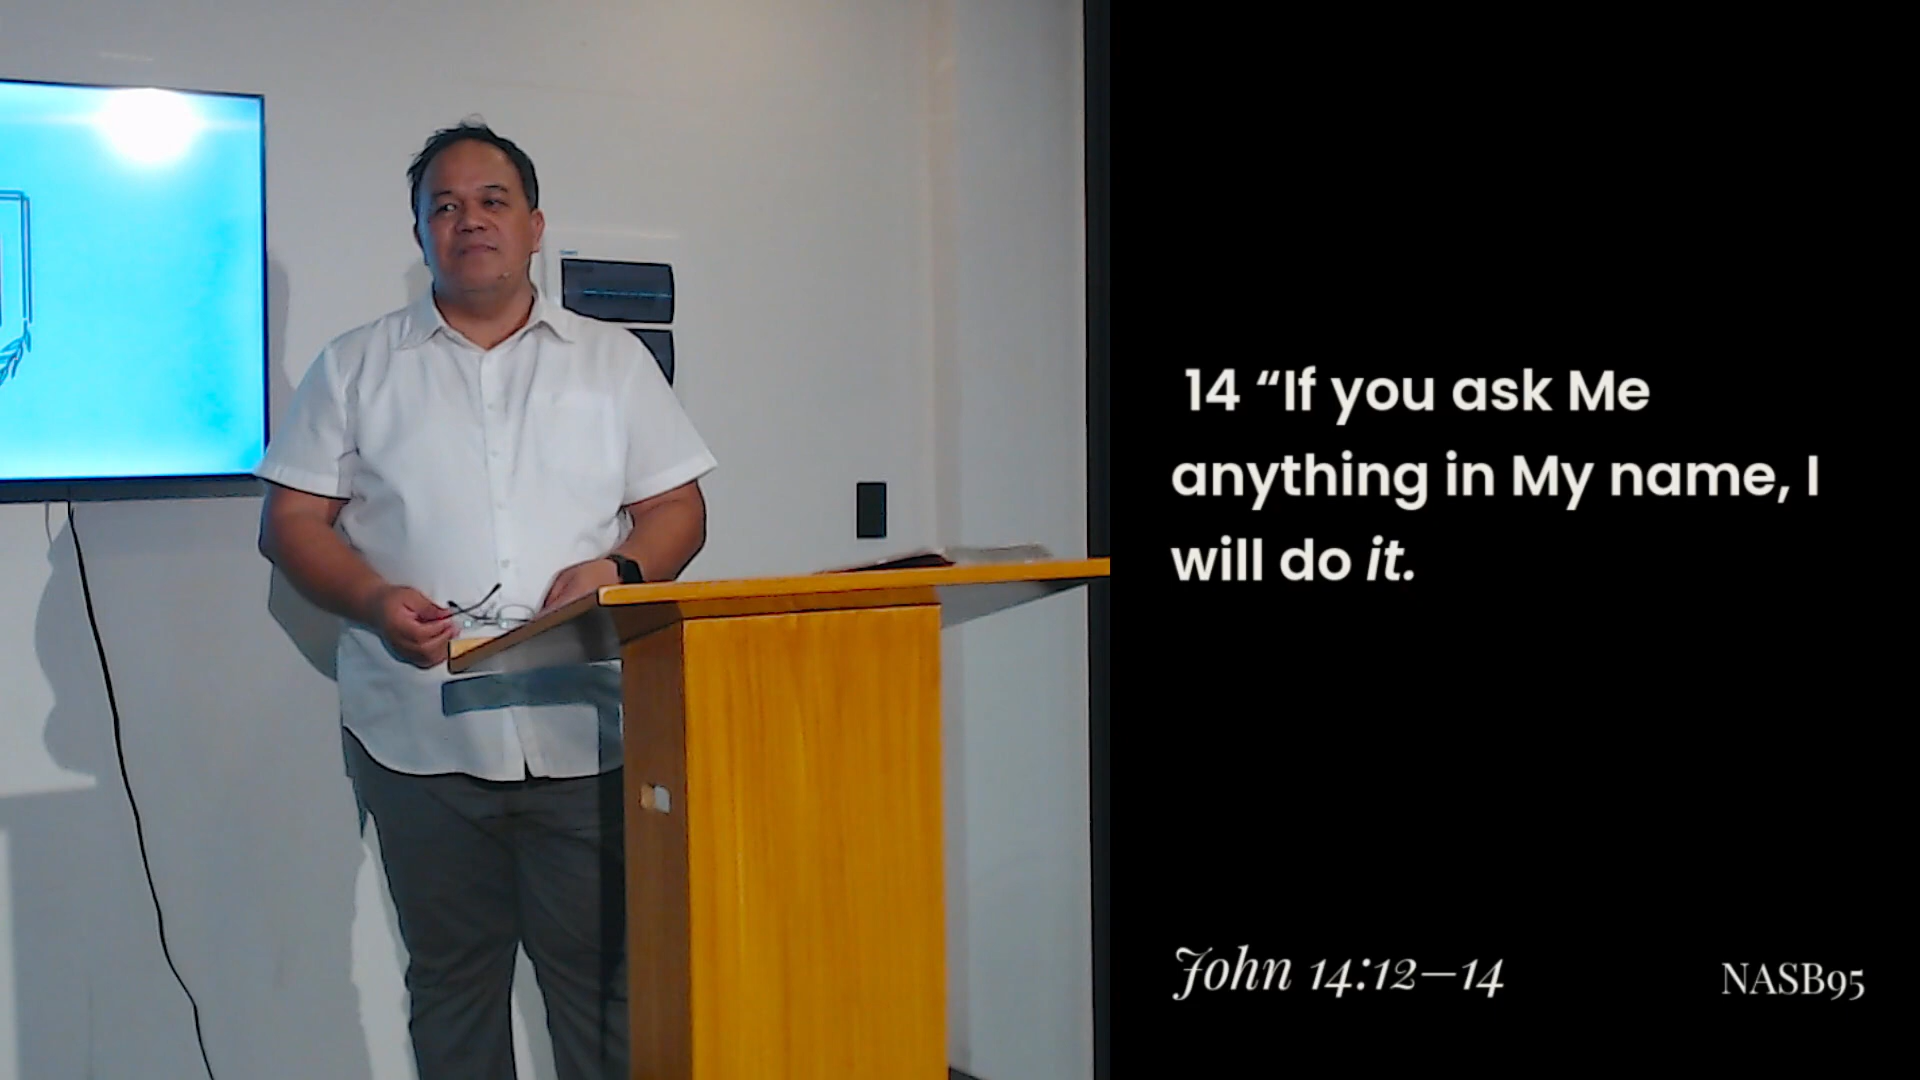 14 “If you ask Me
anything in My name, I
will do it.
John 14:12–14
NASB95